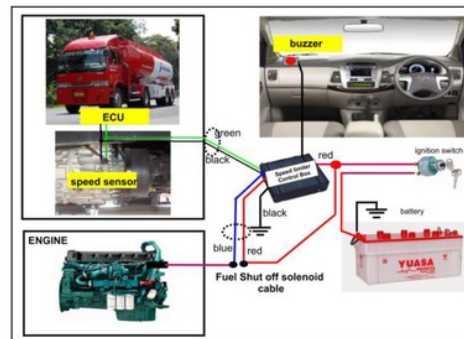 buzzer
ECU
green
speed sensor
black
Speed limiter
Control Box
red
ignition switch
black
battery
ENGINE
blue
red
Fuel Shut off solenoid
cable
YUASA